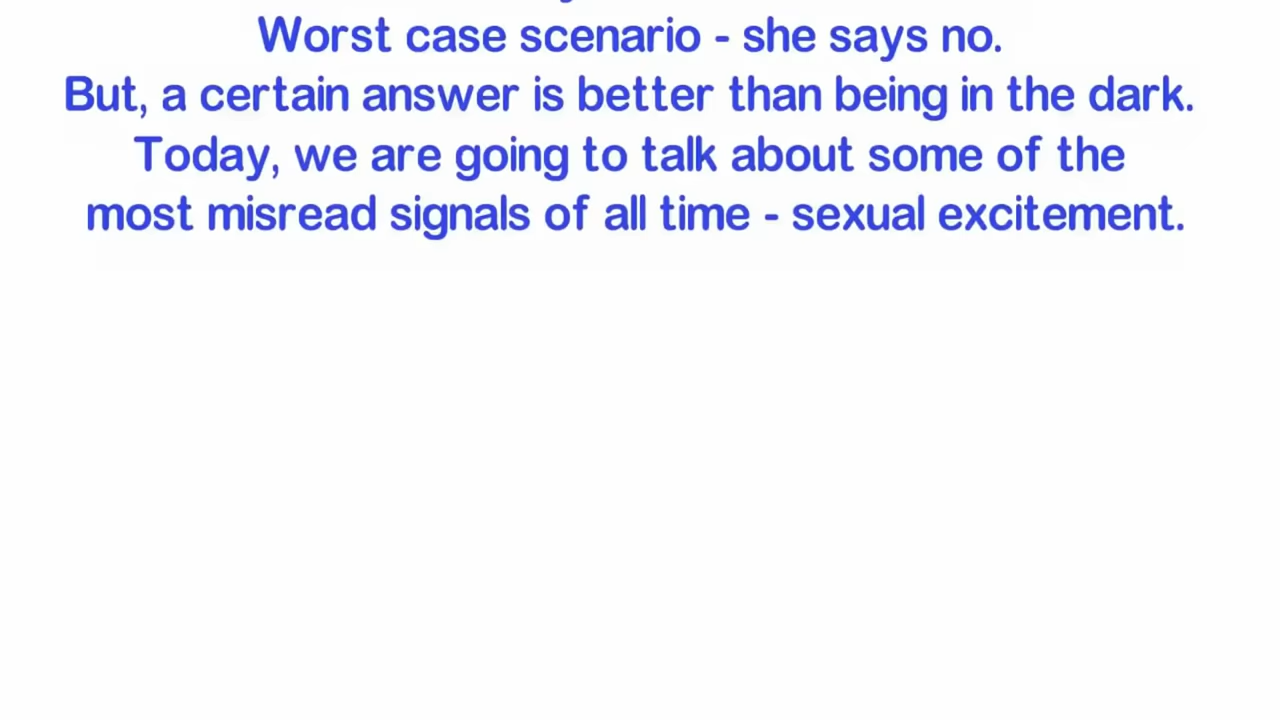 Worst case scenario - she says no.
But, a certain answer is better than being in the dark.
Today, we are going to talk about some of the
most misread signals of all time - sexual excitement.